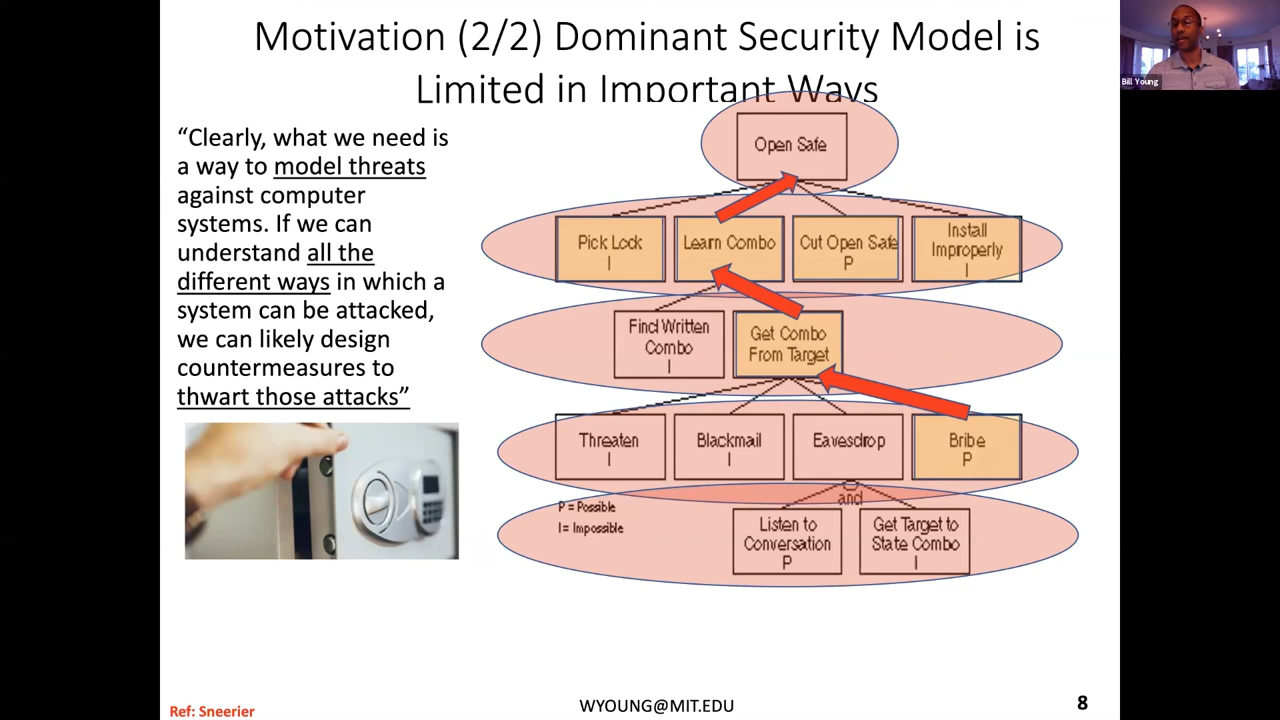 Motivation (2/2) Dominant Security Model is
Limited in Important Ways
Bill Young
“Clearly, what we need is
a way to model threats
against computer
systems. If we can
understand all the
different ways in which a
system can be attacked,
we can likely design
countermeasures to
thwart those attacks”
Open Safe
Pick Lock
I
Learn Combo
Cut Open Safe
P
Install
Improperly
I
Find Written
Combo
I
Get Combo
From Target
Threaten
I
Blackmail
I
Eavesdrop
Bribe
P
and
P = Possible
I = Impossible
Listen to
Conversation
P
Get Target to
State Combo
I
Ref: Sneerier
WYOUNG@MIT.EDU
8